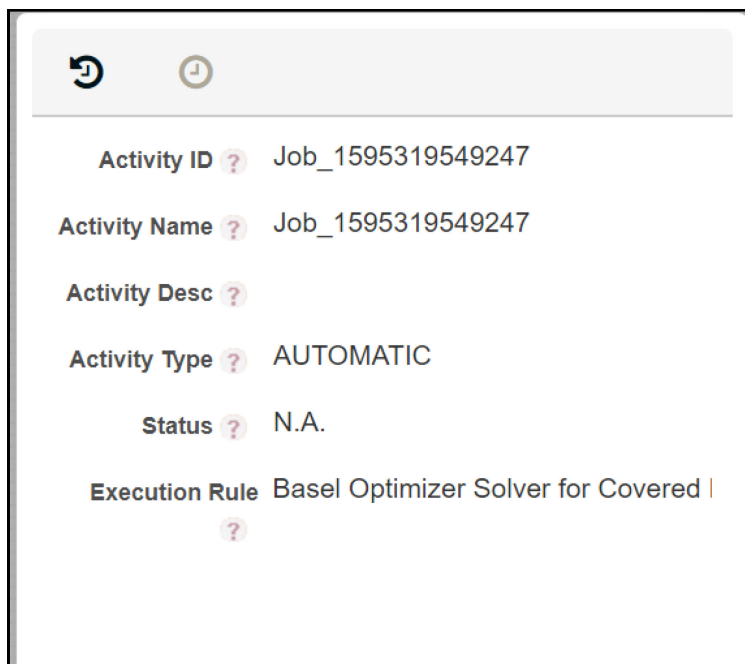 Activity ID ? Job_1595319549247
Activity Name ? Job_1595319549247
Activity Desc ?
Activity Type ? AUTOMATIC
Status ? N.A.
Execution Rule Basel Optimizer Solver for Covered
?